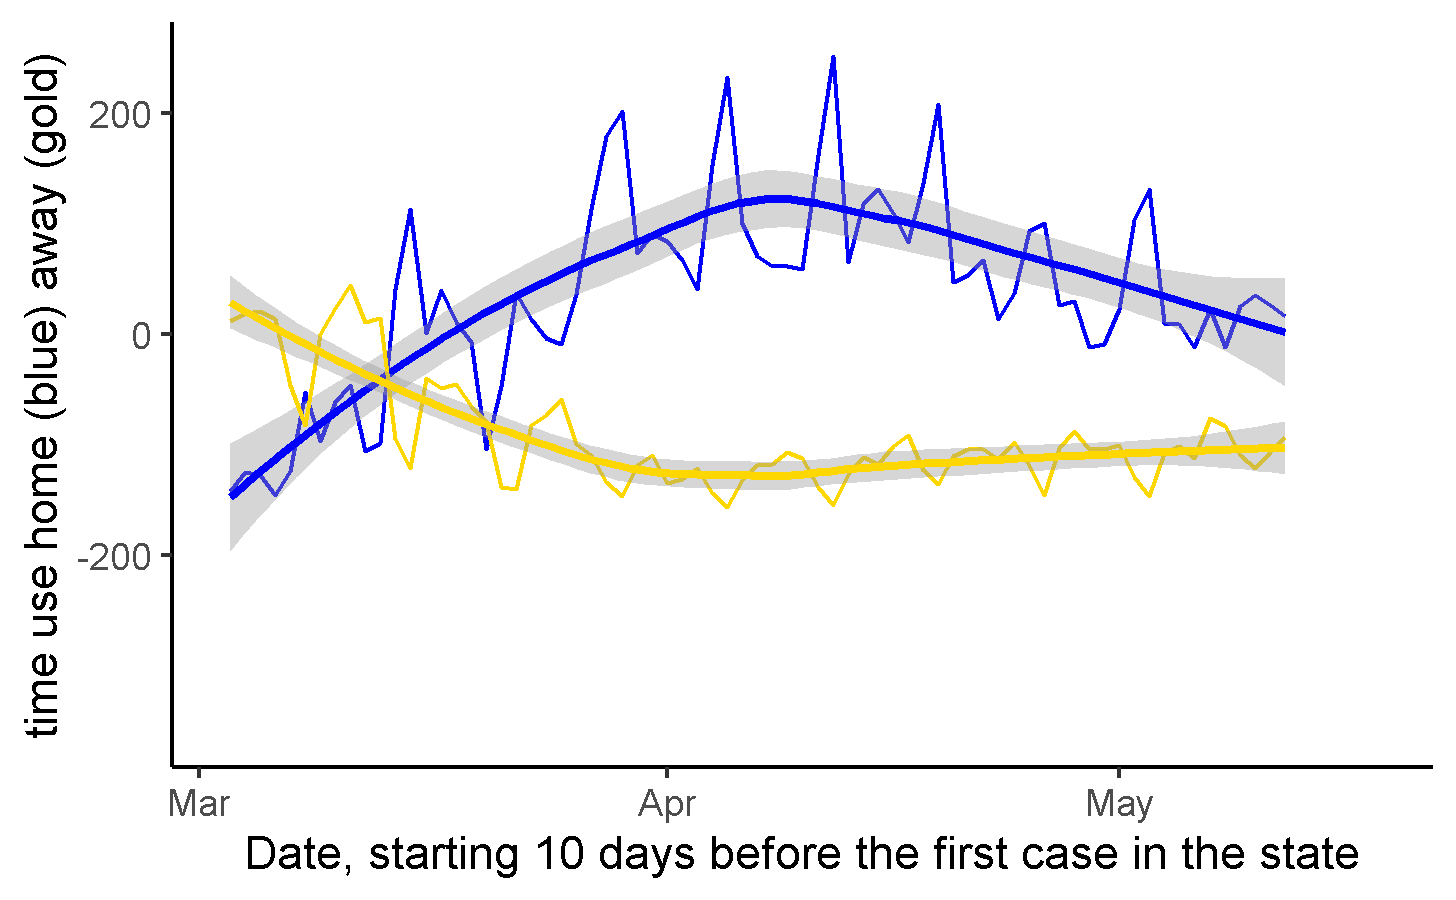 time use home (blue) away (gold)
200
0
-200
Mar
Apr
May
Date, starting 10 days before the first case in the state